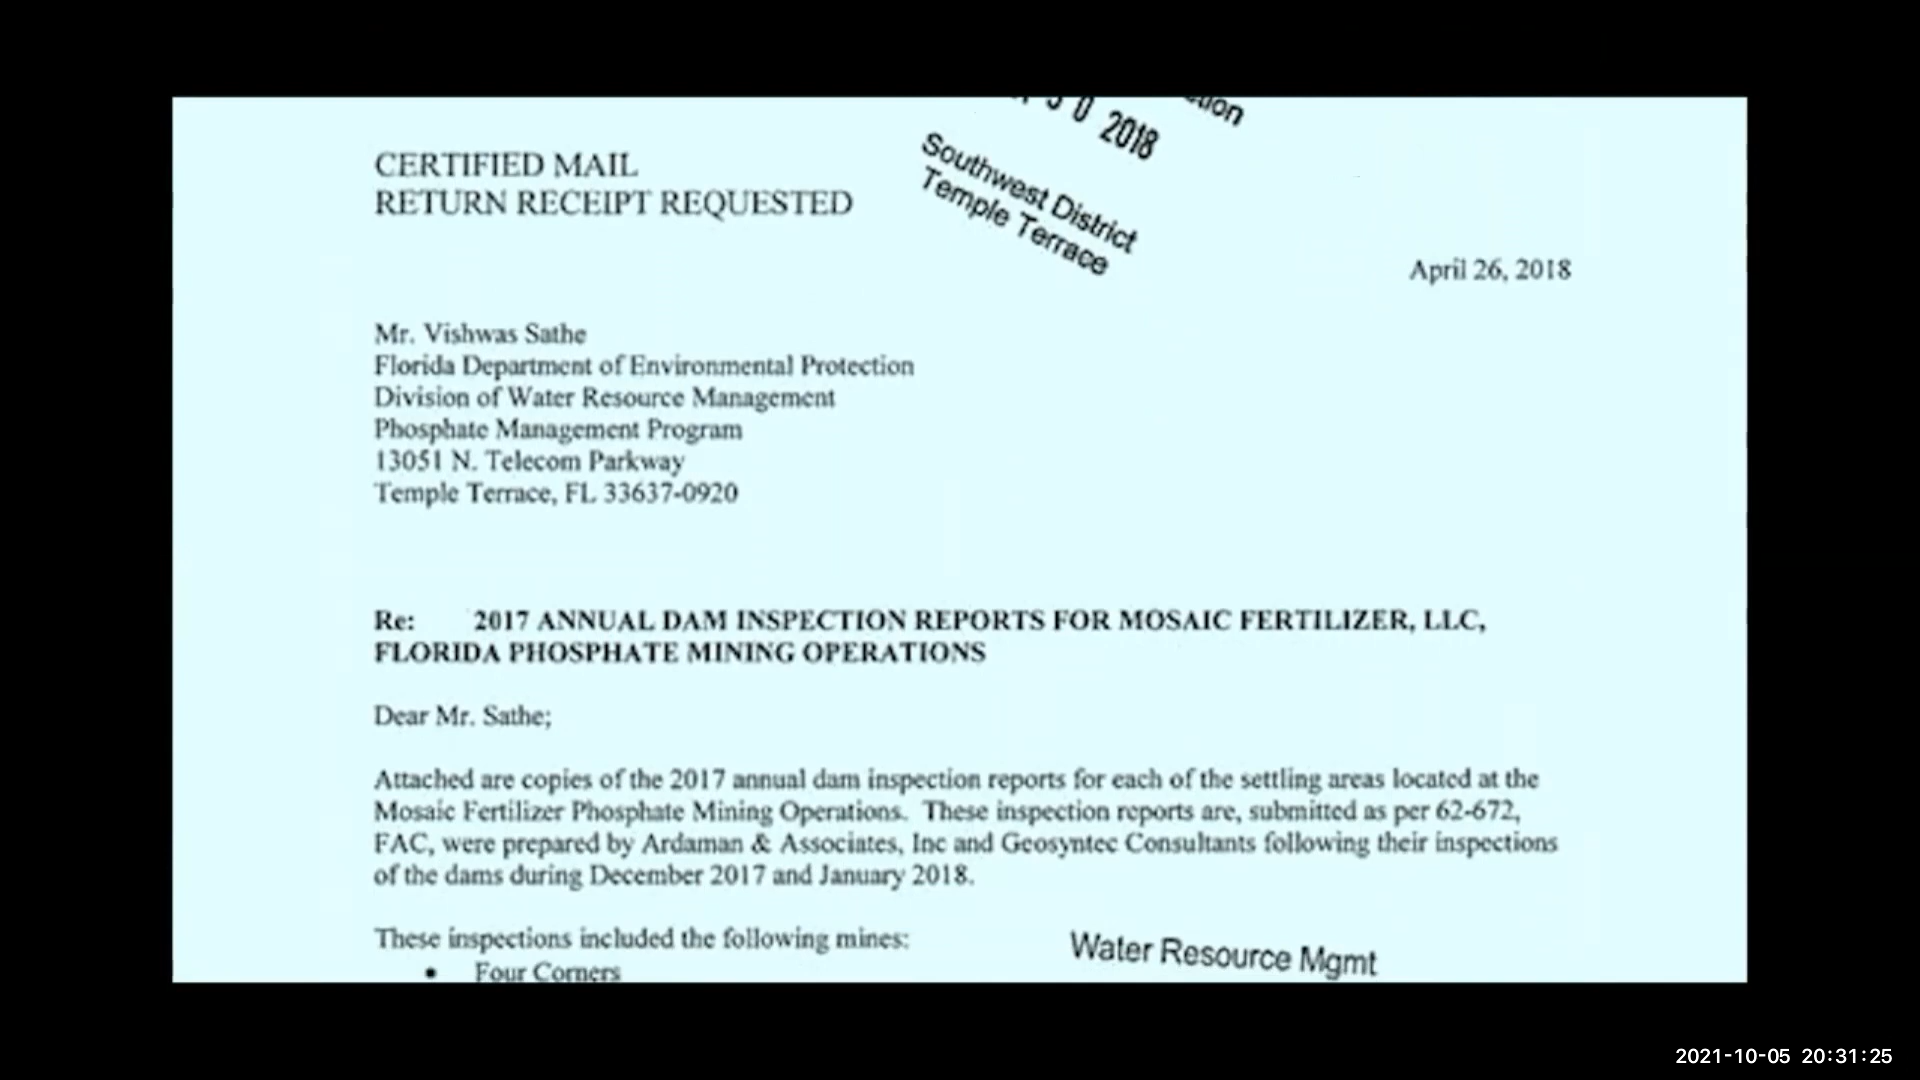 CERTIFIED MAIL
RETURN RECEIPT REQUESTED
0 2018
Southwest District
Temple Terrace
April 26, 2018
Mr. Vishwas Sathe
Florida Department of Environmental Protection
Division of Water Resource Management
Phosphate Management Program
13051 N. Telecom Parkway
Temple Terrace, FL 33637-0920
Re: 2017 ANNUAL DAM INSPECTION REPORTS FOR MOSAIC FERTILIZER, LLC,
FLORIDA PHOSPHATE MINING OPERATIONS
Dear Mr. Sathe;
Attached are copies of the 2017 annual dam inspection reports for each of the settling areas located at the
Mosaic Fertilizer Phosphate Mining Operations. These inspection reports are, submitted as per 62-672,
FAC, were prepared by Ardaman & Associates, Inc and Geosyntec Consultants following their inspections
of the dams during December 2017 and January 2018.
These inspections included the following mines:
Water Resource Mgmt
• Four Corners
2021-10-05 20:31:25